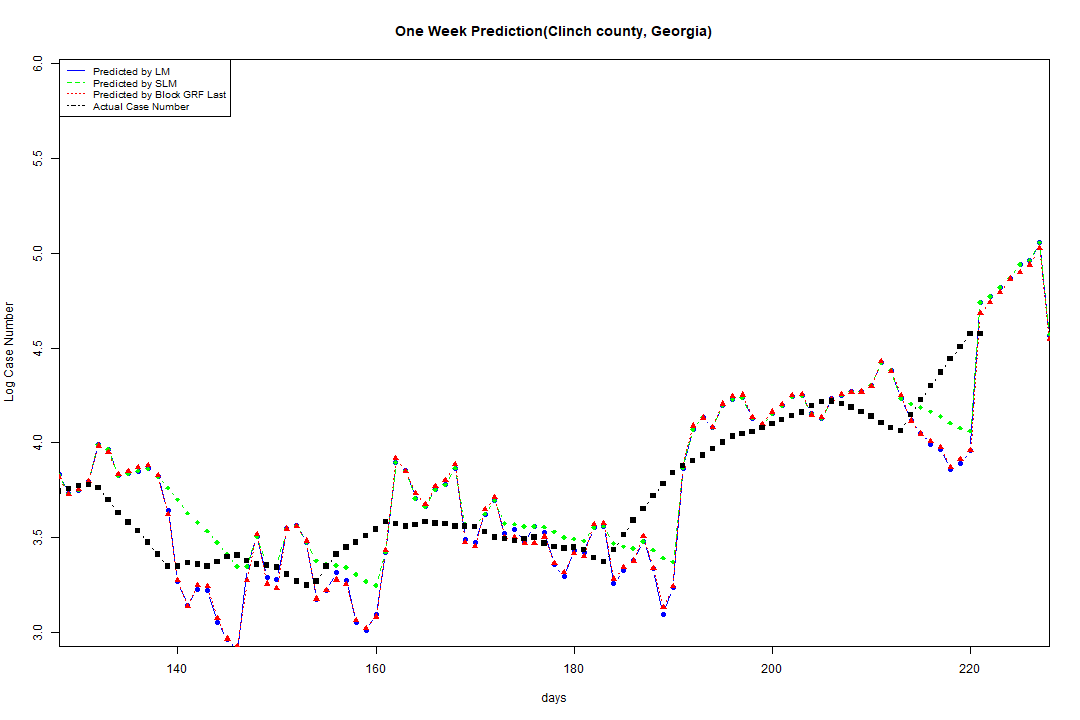 One Week Prediction(Clinch county, Georgia)
Predicted by LM
Predicted by SLM
Predicted by Block GRF Last
Actual Case Number
6.0
5.5
5.0
4.5
4.0
3.5
3.0
Log Case Number
140 160 180 200 220
days